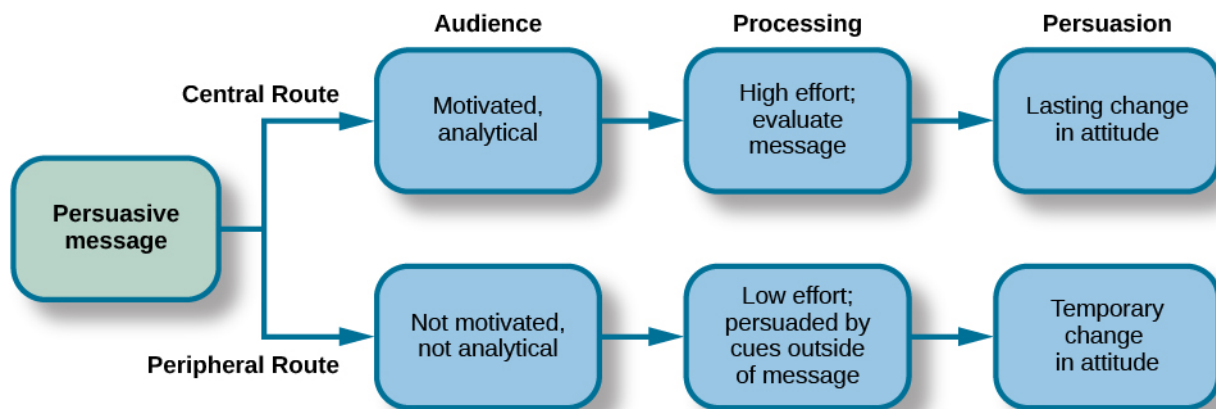 Audience
Processing
Persuasion
Central Route
Motivated,
analytical
High effort;
evaluate
message
Lasting change
in attitude
Persuasive
message
Peripheral Route
Not motivated,
not analytical
Low effort;
persuaded by
cues outside
of message
Temporary
change
in attitude